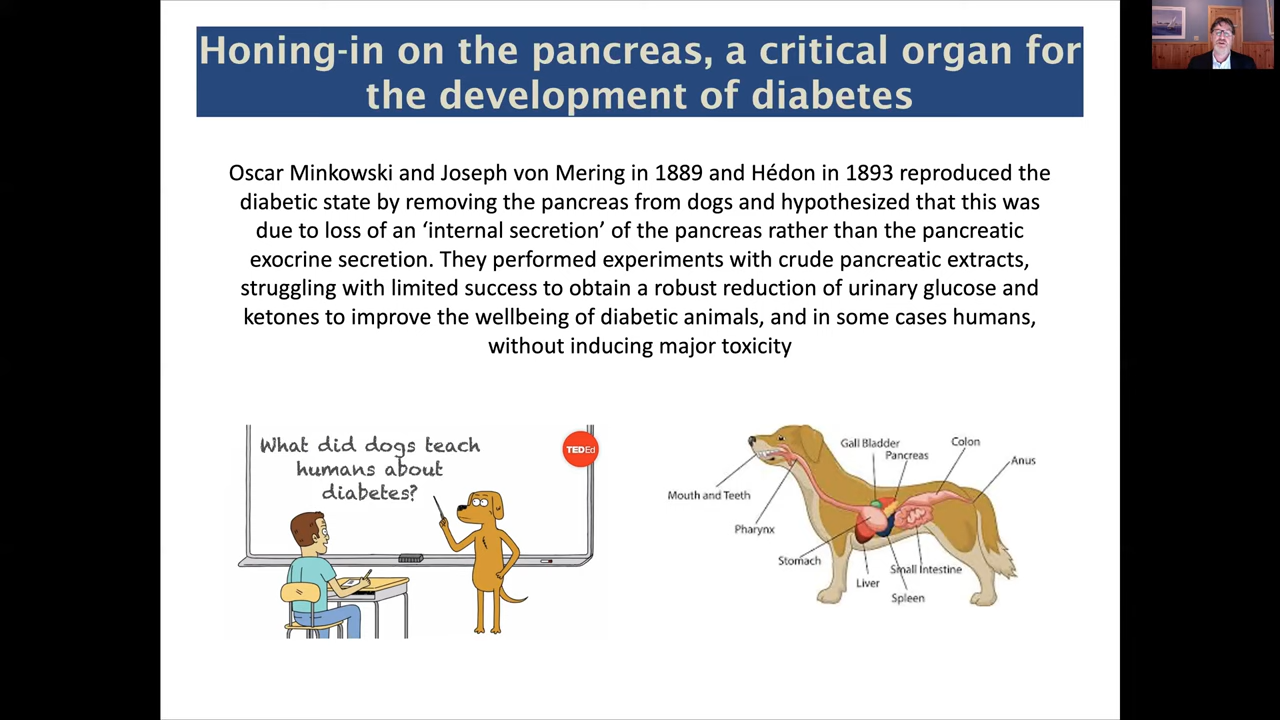 Honing-in on the pancreas, a critical organ for
the development of diabetes
Oscar Minkowski and Joseph von Mering in 1889 and Hédon in 1893 reproduced the
diabetic state by removing the pancreas from dogs and hypothesized that this was
due to loss of an ‘internal secretion’ of the pancreas rather than the pancreatic
exocrine secretion. They performed experiments with crude pancreatic extracts,
struggling with limited success to obtain a robust reduction of urinary glucose and
ketones to improve the wellbeing of diabetic animals, and in some cases humans,
without inducing major toxicity
What did dogs teach
humans about
diabetes?
TEDEd
Gall Bladder
Colon
Pancreas
Anus
Mouth and Teeth
Pharynx
Stomach
Small Intestine
Liver
Spleen